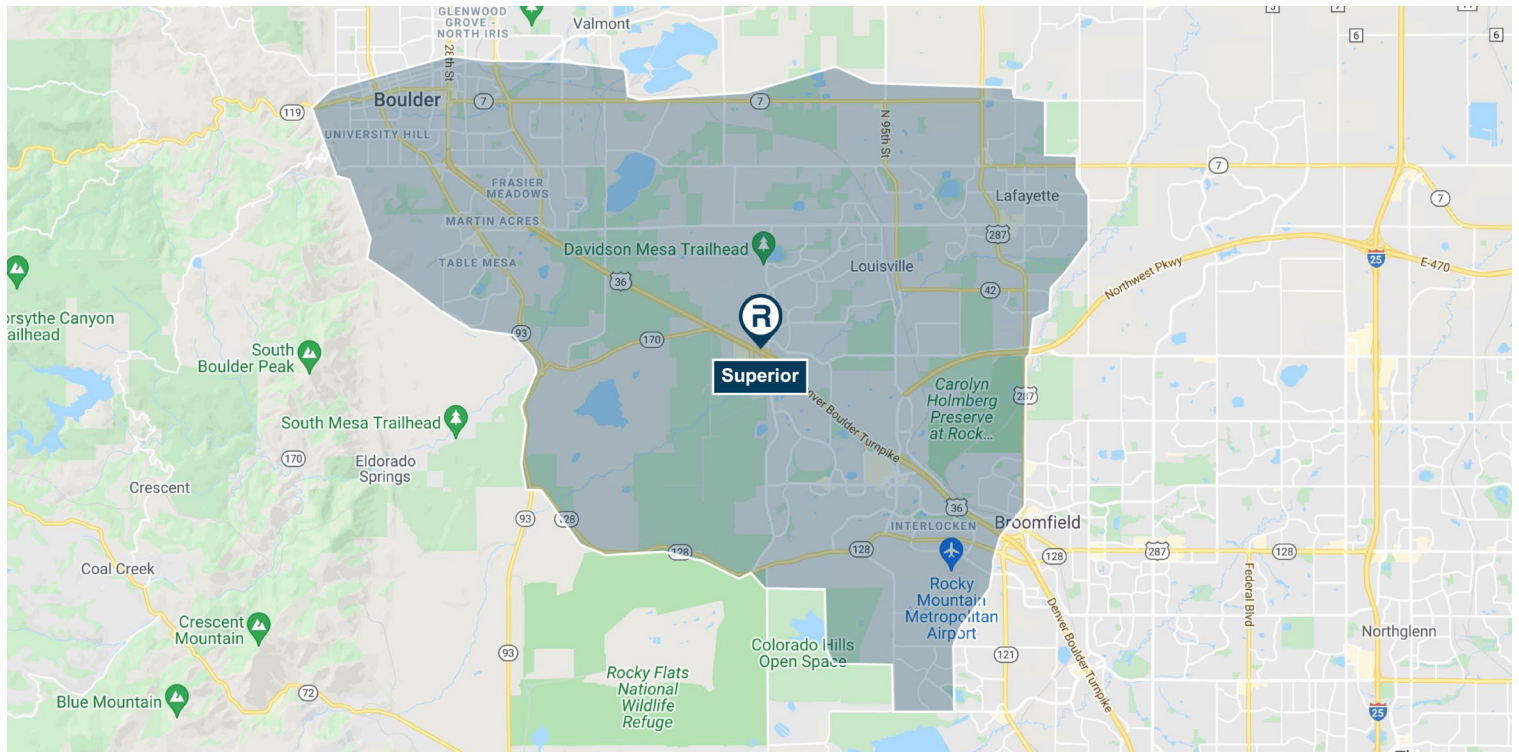 GLENWOOD
GROVE -
NORTH IRIS
Valmont
28th St
6
6
Boulder
7
7
119
UNIVERSITY HILL
N 95th St
7
FRASIER
MEADOWS
Lafayette
7
MARTIN ACRES
287
Davidson Mesa Trailhead
TABLE MESA
Louisville
25
E-470
36
42
Northwest Pkwy
orsythe Canyon
ailhead
R
93
170
South
Boulder Peak
Superior
Carolyn
Holmberg
Preserve
at Rock...
287
nver Boulder Turnpike
South Mesa Trailhead
170
Eldorado
Springs
Crescent
36
93
128
INTERLOCKEN
Broomfield
128
128
128
287
128
Coal Creek
Rocky
Mountain
Metropolitan
Airport
Federal Blvd
Denver Boulder Turnpike
Crescent
Mountain
Northglenn
93
Colorado Hills
Open Space
121
Rocky Flats
National
Wildlife
Refuge
Blue Mountain
72
25